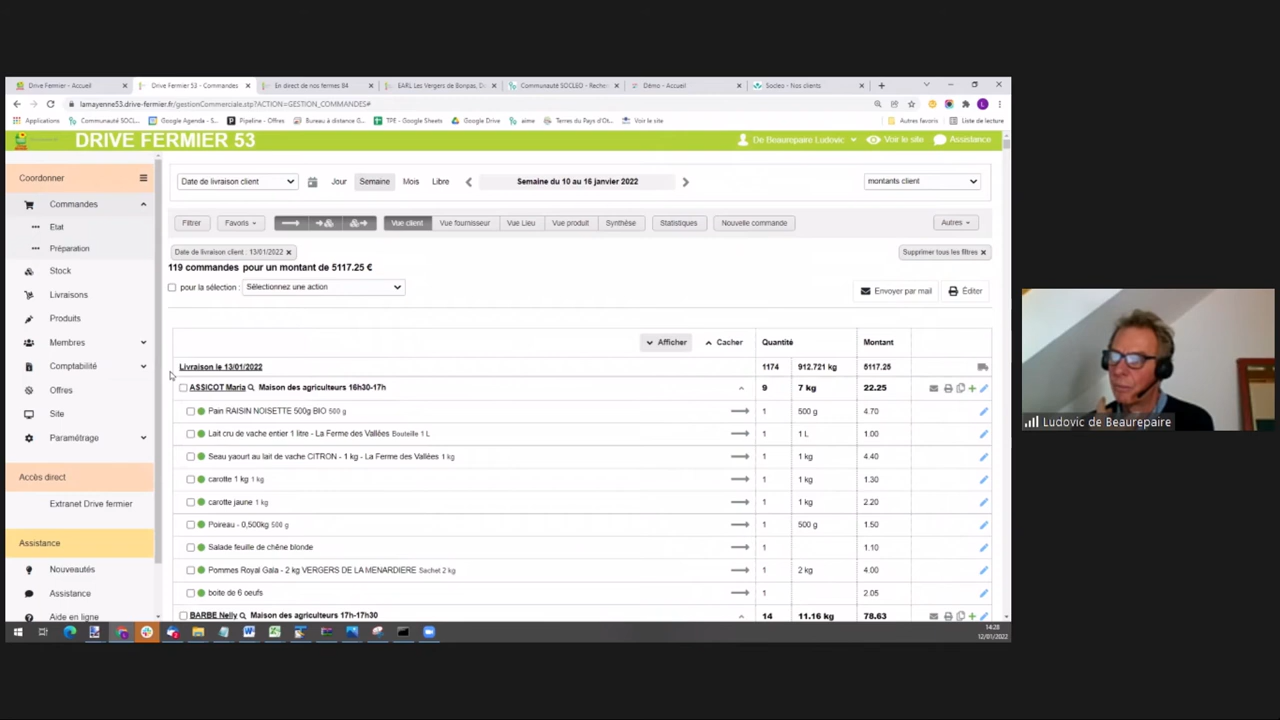 Drive Fermier - Accueil
Drive Fermier 53 - Commandes
En direct de nos fermes 84
EARL Les Vergers de Bonpas, D
Communauté SOCLEO - Reche
Démo - Accueil
Socleo - Nos clients
lamayenne53.drive-fermier.fr/gestionCommerciale.stp?ACTION=GESTION_COMMANDES#
Applications Communauté SOCL... Google Agenda - S... Pipeline - Offres Bureau à distance G... TPE - Google Sheets Google Drive aime Terres du Pays d'Ot... Voir le site Autres favoris Liste de lecture
DRIVE FERMIER 53 De Beaurepaire Ludovic Voir le site Assistance
Coordonner
Commandes
Etat
Préparation
Stock
Livraisons
Produits
Membres
Comptabilité
Offres
Site
Paramétrage
Accès direct
Extranet Drive fermier
Assistance
Nouveautés
Assistance
Aide en ligne
Date de livraison client Jour Semaine Mois Libre Semaine du 10 au 16 janvier 2022 montants client
Filtrer Favoris Vue client Vue fournisseur Vue Lieu Vue produit Synthèse Statistiques Nouvelle commande Autres
Date de livraison client : 13/01/2022 Supprimer tous les filtres
119 commandes pour un montant de 5117.25 €
pour la sélection : Sélectionnez une action Envoyer par mail Éditer
Afficher Cacher Quantité Montant
Livraison le 13/01/2022 1174 912.721 kg 5117.25
ASSICOT Maria Maison des agriculteurs 16h30-17h 9 7 kg 22.25
Pain RAISIN NOISETTE 500g BIO 500 g 1 500 g 4.70
Lait cru de vache entier 1 litre - La Ferme des Vallées Bouteille 1 L 1 1 L 1.00
Seau yaourt au lait de vache CITRON - 1 kg - La Ferme des Vallées 1 kg 1 1 kg 4.40
carotte 1 kg 1 kg 1 1 kg 1.30
carotte jaune 1 kg 1 1 kg 2.20
Poireau - 0,500kg 500 g 1 500 g 1.50
Salade feuille de chêne blonde 1 1.10
Pommes Royal Gala - 2 kg VERGERS DE LA MENARDIERE Sachet 2 kg 1 2 kg 4.00
boite de 6 oeufs 1 2.05
BARBE Nelly Maison des agriculteurs 17h-17h30 14 11.16 kg 78.63
14:28
12/01/2022
Ludovic de Beaurepaire